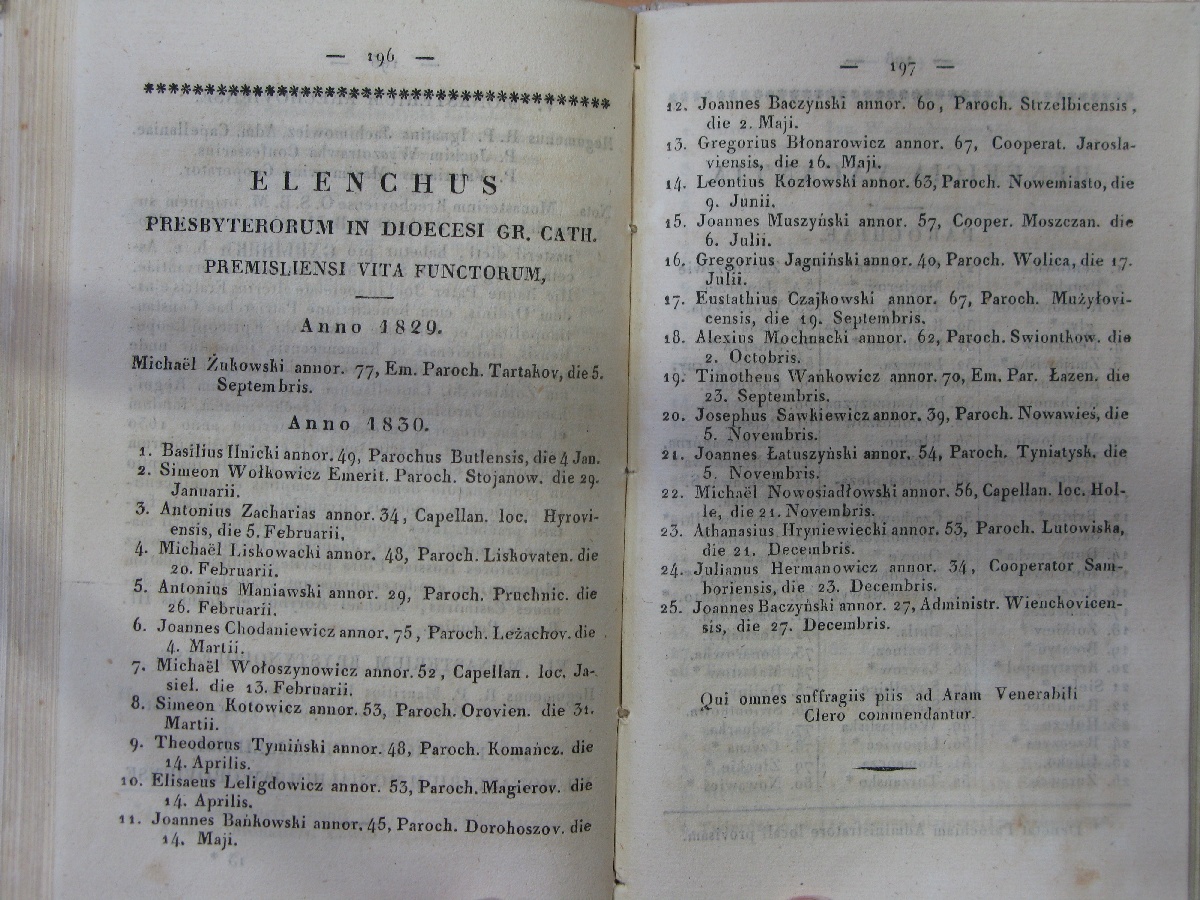 — 196 —
ELENCHUS
PRESBYTERORUM IN DIOECESI GR. CATH.
PREMISLIENSI VITA FUNCTORUM,
Anno 1829.
Michaël Żukowski annor. 77, Em. Paroch. Tartakov, die 5.
Septembris.
Anno 1830.
1. Basilius Ilnicki annor. 49, Parochus Butlensis, die 4 Jan.
2. Simeon Wołkowicz Emerit. Paroch. Stojanow. die 29.
Januarii.
3. Antonius Zacharias annor. 34, Capellan. loc. Hyrovi-
ensis, die 5. Februarii,
4. Michaël Liskowacki annor. 48, Paroch. Liskovaten. die
20. Februarii.
5. Antonius Maniawski annor. 29, Paroch. Pruchnic. die
26. Februarii.
6. Joannes Chodaniewicz annor. 75, Paroch. Leżachov. die
4. Martii.
7. Michaël Wołoszynowicz annor. 52, Capellan. loc. Ja-
siel. die 13. Februarii.
8. Simeon Kotowicz annor. 53, Paroch. Orovien. die 31.
Martii.
9. Theodorus Tymiński annor. 48, Paroch. Komańcz. die
14. Aprilis.
10. Elisaeus Leligdowicz annor. 53, Paroch. Magierov. die
14. Aprilis.
11. Joannes Bańkowski annor. 45, Paroch. Dorohoszov. die
14. Maji.
— 197 —
12. Joannes Baczyński annor. 60, Paroch. Strzelbicensis,
die 2. Maji.
13. Gregorius Błonarowicz annor. 67, Cooperat. Jarosla-
viensis, die 16. Maji.
14. Leontius Kozłowski annor. 63, Paroch. Nowemiasto, die
9. Junii.
15. Joannes Muszyński annor. 57, Cooper. Moszczan. die
6. Julii.
16. Gregorius Jagniński annor. 40, Paroch. Wolica, die 17.
Julii.
17. Eustathius Czajkowski annor. 67, Paroch. Mużyłovi-
censis, die 19. Septembris.
18. Alexius Mochnacki annor. 62, Paroch. Swiontkow. die
2. Octobris.
19. Timotheus Wańkowicz annor. 70, Em. Par. Łazen. die
23. Septembris.
20. Josephus Sawkiewicz annor. 39, Paroch. Nowawieś, die
5. Novembris.
21. Joannes Łatuszyński annor. 54, Paroch. Tyniatysk. die
5. Novembris.
22. Michaël Nowosiadłowski annor. 56, Capellan. loc. Hol-
le, die 21. Novembris.
23. Athanasius Hryniewiecki annor. 53, Paroch. Lutowiska,
die 21. Decembris.
24. Julianus Hermanowicz annor. 34, Cooperator Sam-
boriensis, die 23. Decembris.
25. Joannes Baczyński annor. 27, Administr. Wienckovicen-
sis, die 27. Decembris.
Qui omnes suffragiis piis ad Aram Venerabili
Clero commendantur.